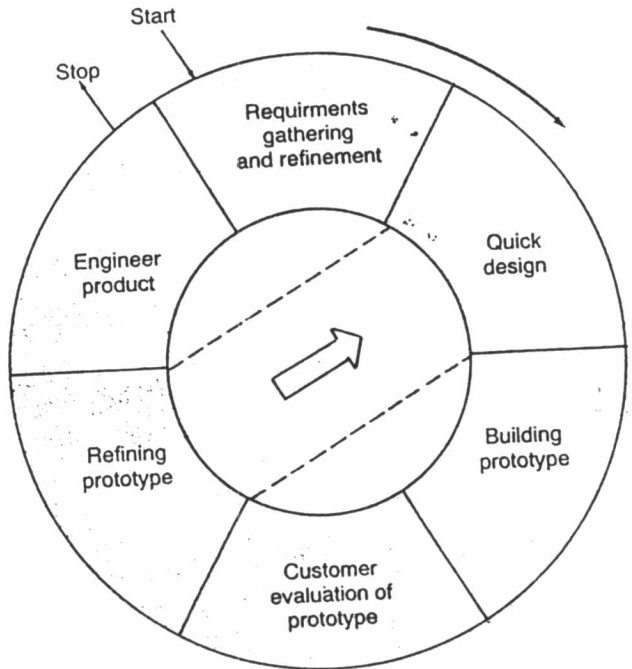 Start
Stop
Requirments
gathering
and refinement
Quick
design
Building
prototype
Customer
evaluation of
prototype
Refining
prototype
Engineer
product